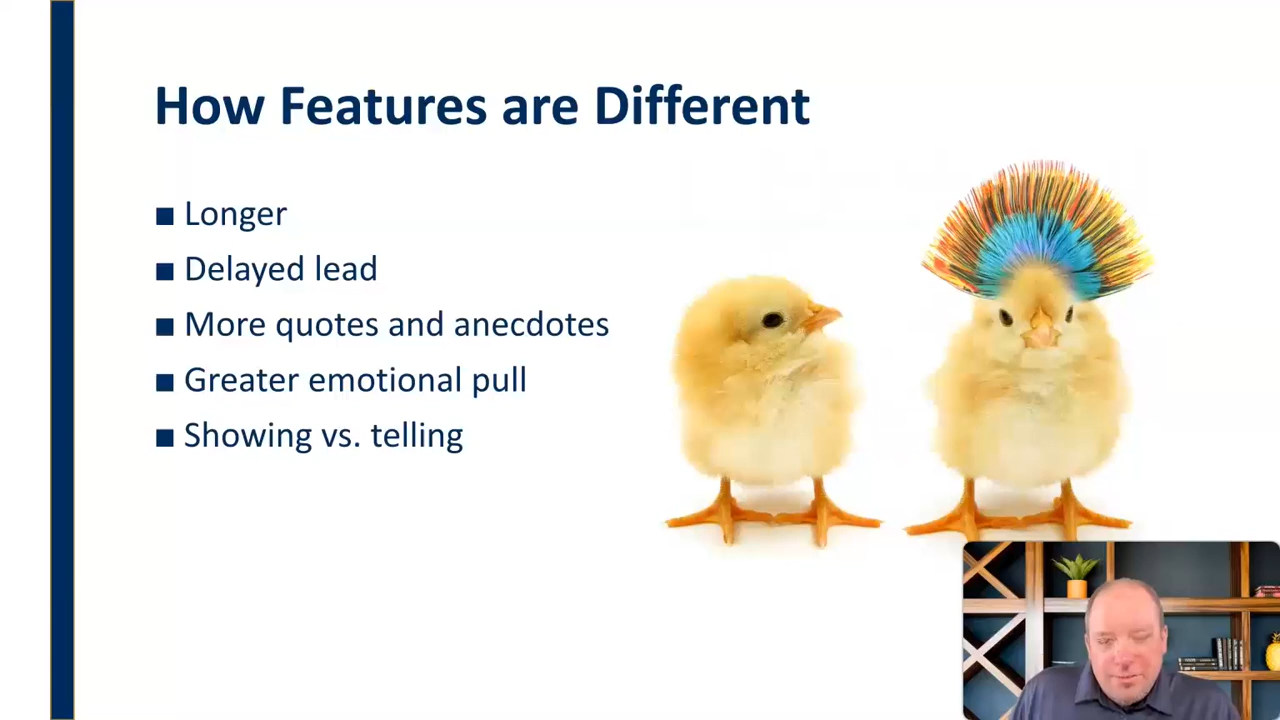 How Features are Different
■ Longer
■ Delayed lead
■ More quotes and anecdotes
■ Greater emotional pull
■ Showing vs. telling